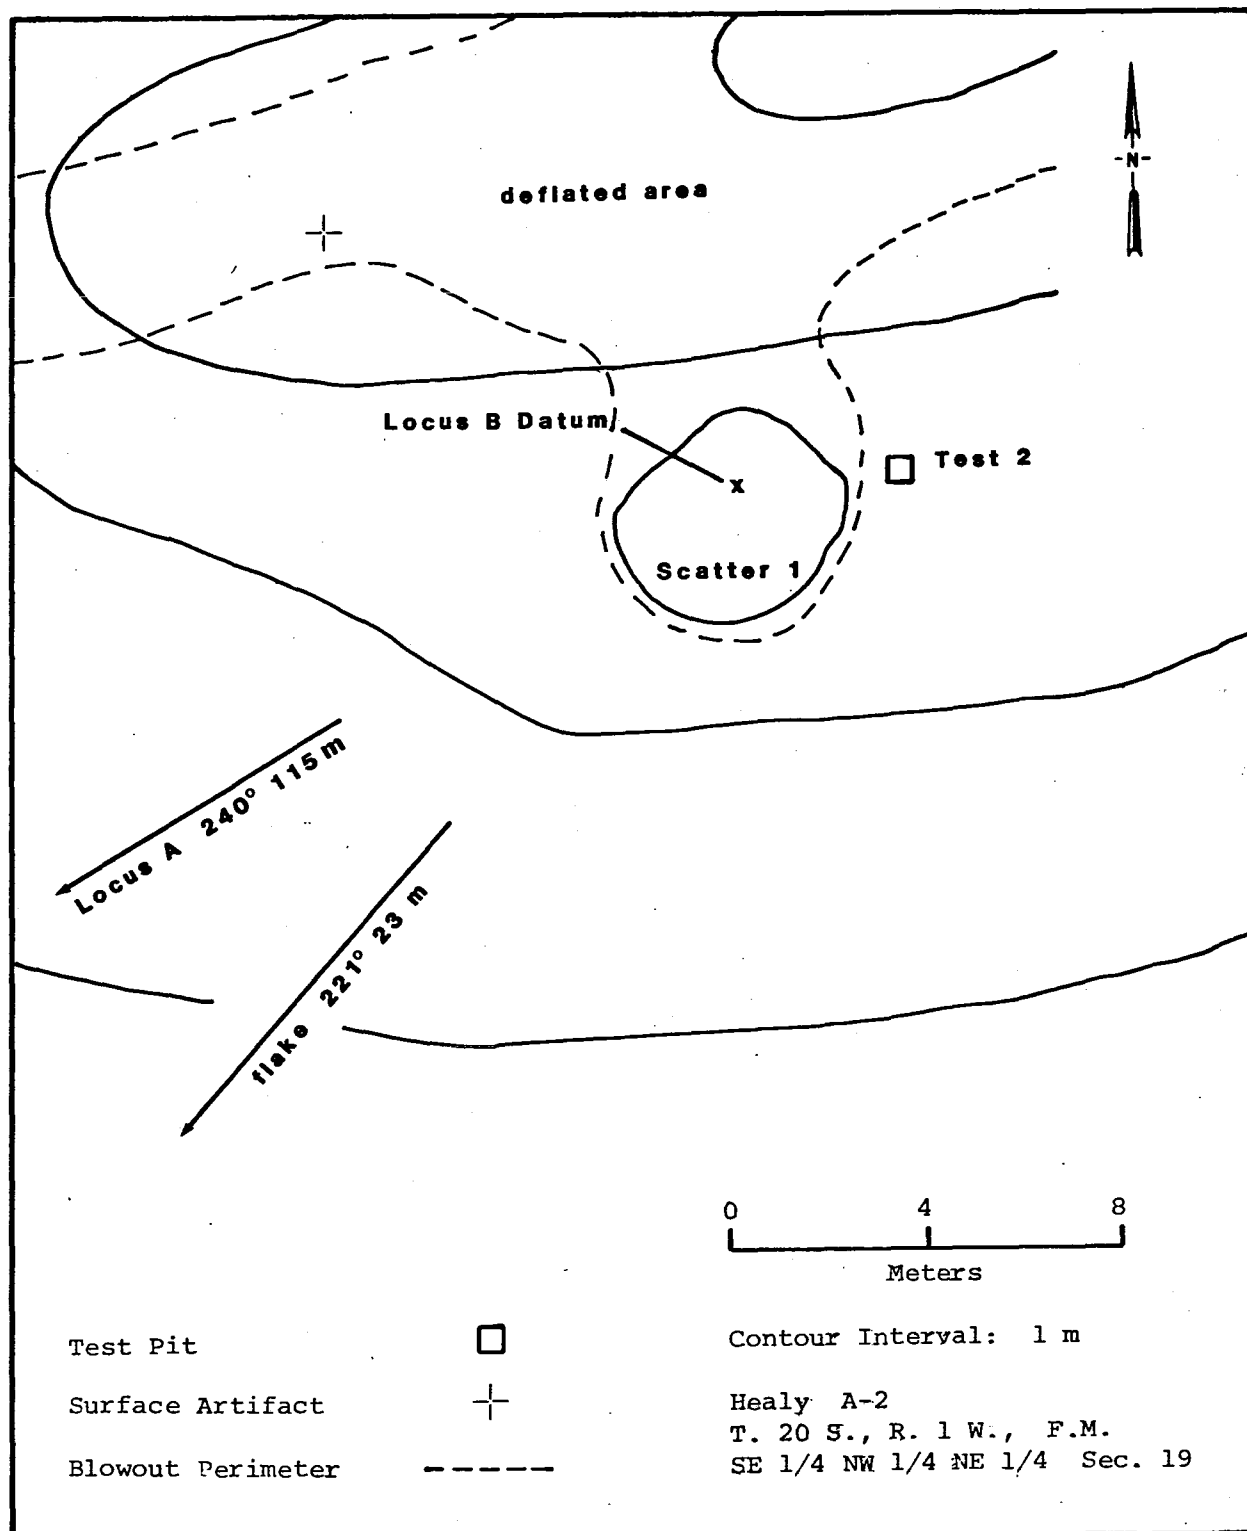 -N-
deflated area
Locus B Datum
Test 2
x
Scatter 1
Locus A 240° 115m
flake 221° 23 m
0 4 8
Meters
Test Pit
Surface Artifact
Blowout Perimeter
Contour Interval: 1 m
Healy A-2
T. 20 S., R. 1 W., F.M.
SE 1/4 NW 1/4 NE 1/4 Sec. 19